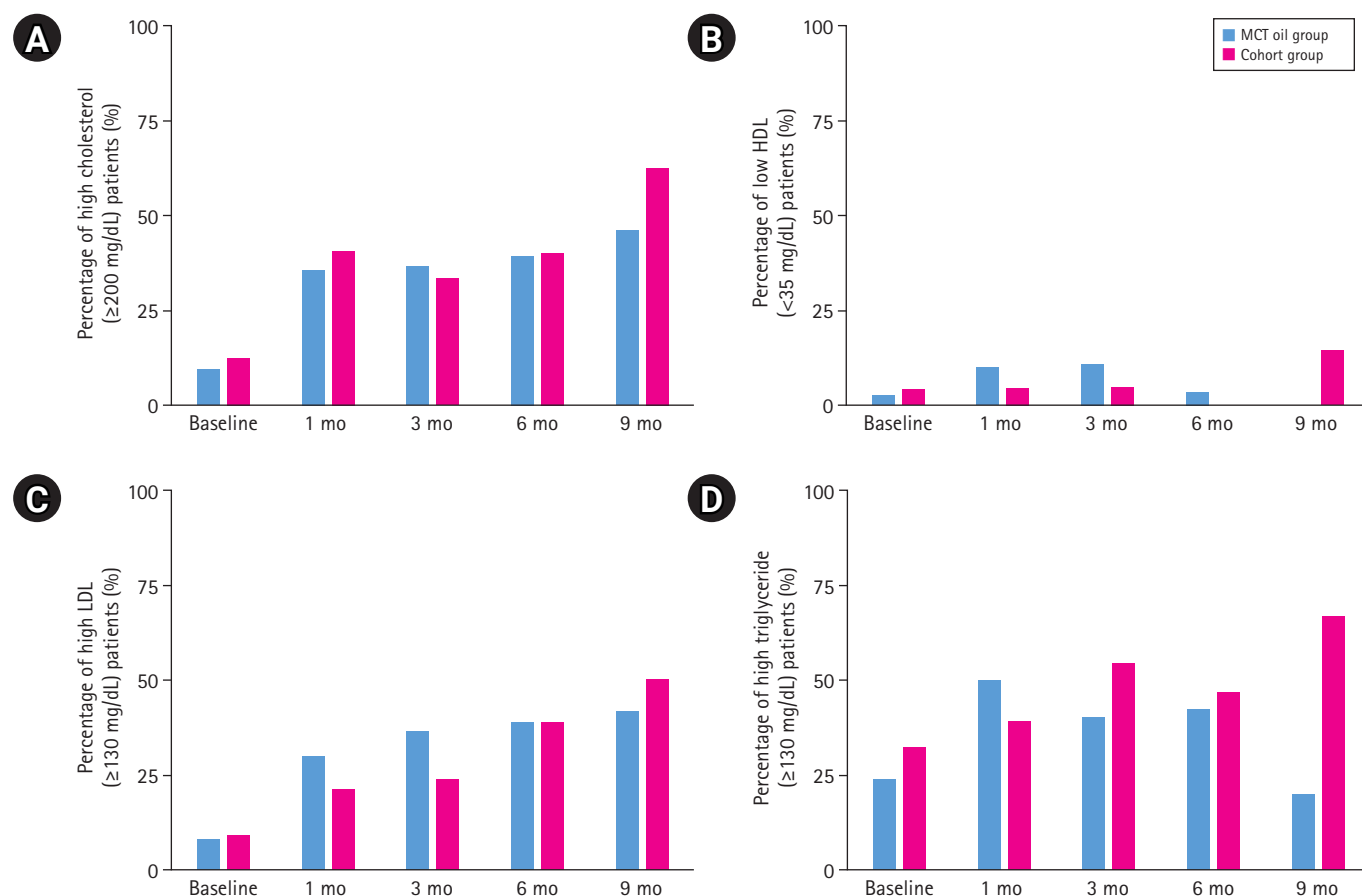 A
Percentage of high cholesterol
(≥200 mg/dL) patients (%)
100
75
50
25
0
Baseline 1 mo 3 mo 6 mo 9 mo
B
Percentage of low HDL
(<35 mg/dL) patients (%)
100
75
50
25
0
Baseline 1 mo 3 mo 6 mo 9 mo
MCT oil group
Cohort group
C
Percentage of high LDL
(≥130 mg/dL) patients (%)
100
75
50
25
0
Baseline 1 mo 3 mo 6 mo 9 mo
D
Percentage of high triglyceride
(≥130 mg/dL) patients (%)
100
75
50
25
0
Baseline 1 mo 3 mo 6 mo 9 mo